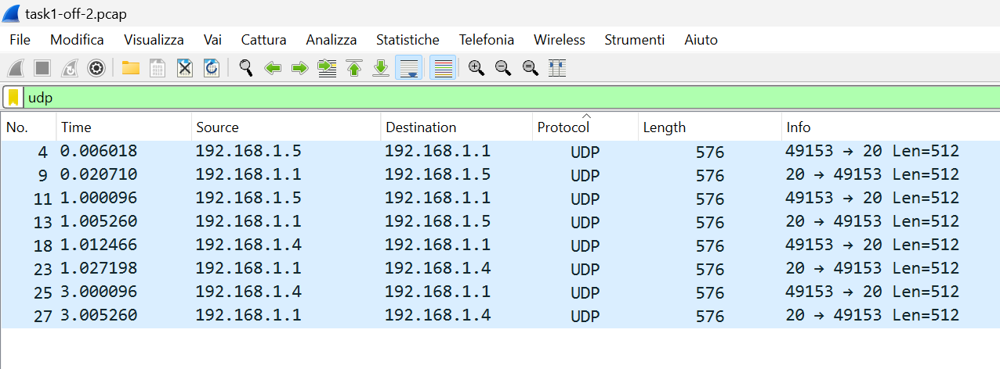 task1-off-2.pcap
File Modifica Visualizza Vai Cattura Analizza Statistiche Telefonia Wireless Strumenti Aiuto
udp
No. Time Source Destination Protocol Length Info
4 0.006018 192.168.1.5 192.168.1.1 UDP 576 49153 → 20 Len=512
9 0.020710 192.168.1.1 192.168.1.5 UDP 576 20 → 49153 Len=512
11 1.000096 192.168.1.5 192.168.1.1 UDP 576 49153 → 20 Len=512
13 1.005260 192.168.1.1 192.168.1.5 UDP 576 20 → 49153 Len=512
18 1.012466 192.168.1.4 192.168.1.1 UDP 576 49153 → 20 Len=512
23 1.027198 192.168.1.1 192.168.1.4 UDP 576 20 → 49153 Len=512
25 3.000096 192.168.1.4 192.168.1.1 UDP 576 49153 → 20 Len=512
27 3.005260 192.168.1.1 192.168.1.4 UDP 576 20 → 49153 Len=512